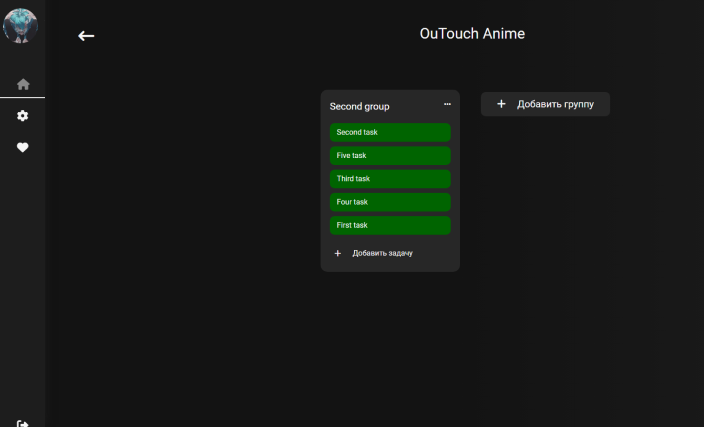 OuTouch Anime
Second group
Добавить группу
Second task
Five task
Third task
Four task
First task
Добавить задачу